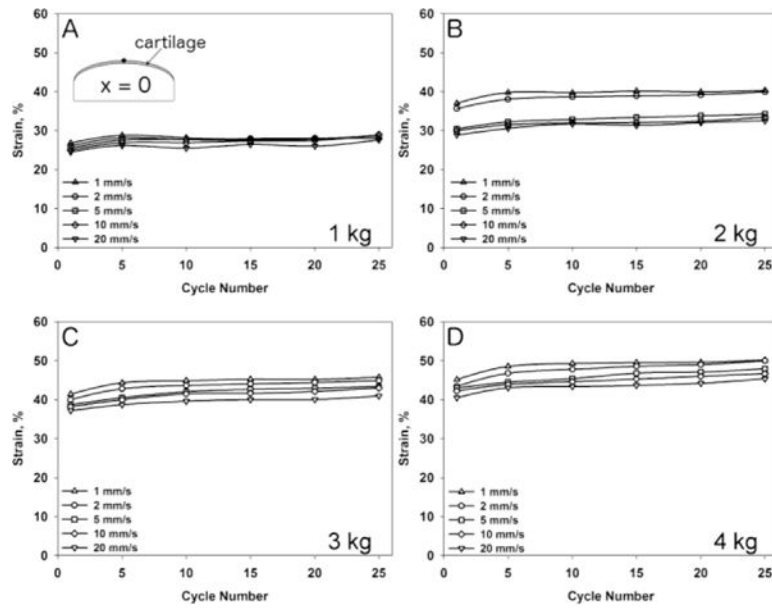 A
cartilage
x = 0
Strain, %
60
50
40
30
20
10
0
1 mm/s
2 mm/s
5 mm/s
10 mm/s
20 mm/s
1 kg
0 5 10 15 20 25
Cycle Number
B
Strain, %
60
50
40
30
20
10
0
1 mm/s
2 mm/s
5 mm/s
10 mm/s
20 mm/s
2 kg
0 5 10 15 20 25
Cycle Number
C
Strain, %
60
50
40
30
20
10
0
1 mm/s
2 mm/s
5 mm/s
10 mm/s
20 mm/s
3 kg
0 5 10 15 20 25
Cycle Number
D
Strain, %
60
50
40
30
20
10
0
1 mm/s
2 mm/s
5 mm/s
10 mm/s
20 mm/s
4 kg
0 5 10 15 20 25
Cycle Number